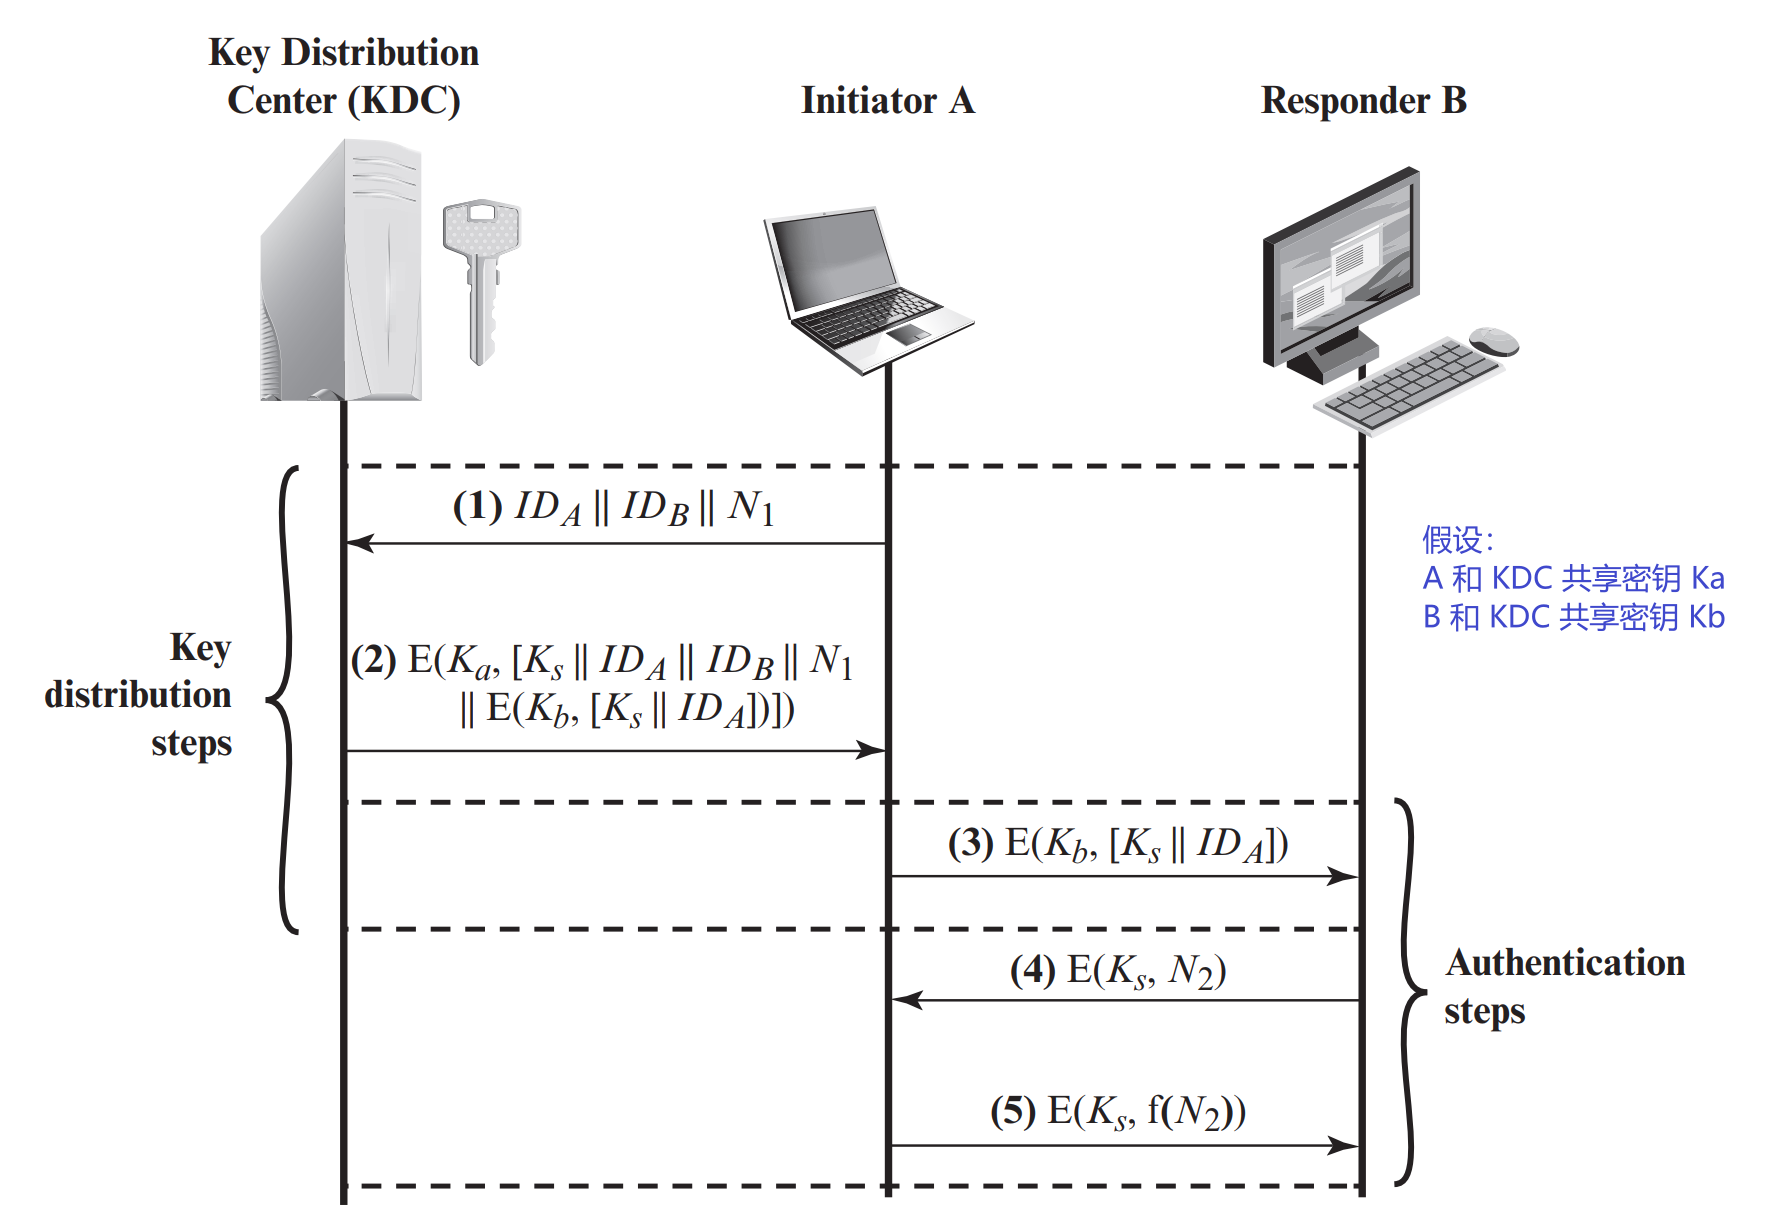 Key Distribution
Center (KDC)
Initiator A
Responder B
(1) ID_A || ID_B || N_1
假设：
A 和 KDC 共享密钥 Ka
B 和 KDC 共享密钥 Kb
Key
distribution
steps
(2) E(K_a, [K_s || ID_A || ID_B || N_1
|| E(K_b, [K_s || ID_A])])
(3) E(K_b, [K_s || ID_A])
(4) E(K_s, N_2)
Authentication
steps
(5) E(K_s, f(N_2))